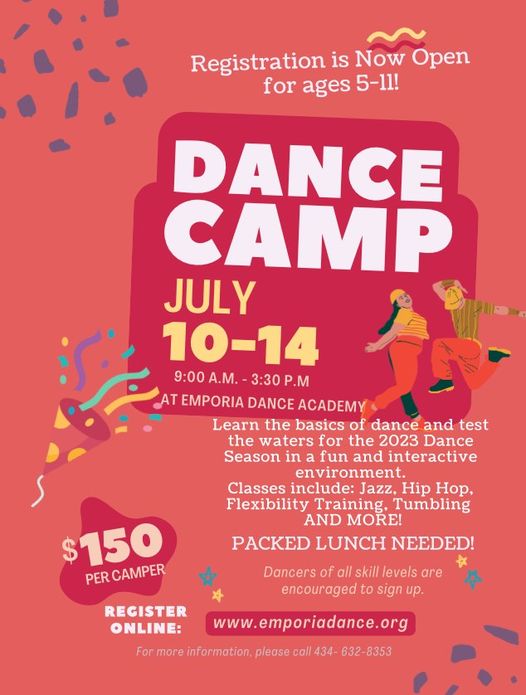 Registration is Now Open
for ages 5-11!
DANCE
CAMP
JULY
10-14
9:00 A.M. - 3:30 P.M
AT EMPORIA DANCE ACADEMY
Learn the basics of dance and test
the waters for the 2023 Dance
Season in a fun and interactive
environment.
Classes include: Jazz, Hip Hop,
Flexibility Training, Tumbling
AND MORE!
PACKED LUNCH NEEDED!
$150
PER CAMPER
Dancers of all skill levels are
encouraged to sign up.
REGISTER
ONLINE:
www.emporiadance.org
For more information, please call 434- 632-8353